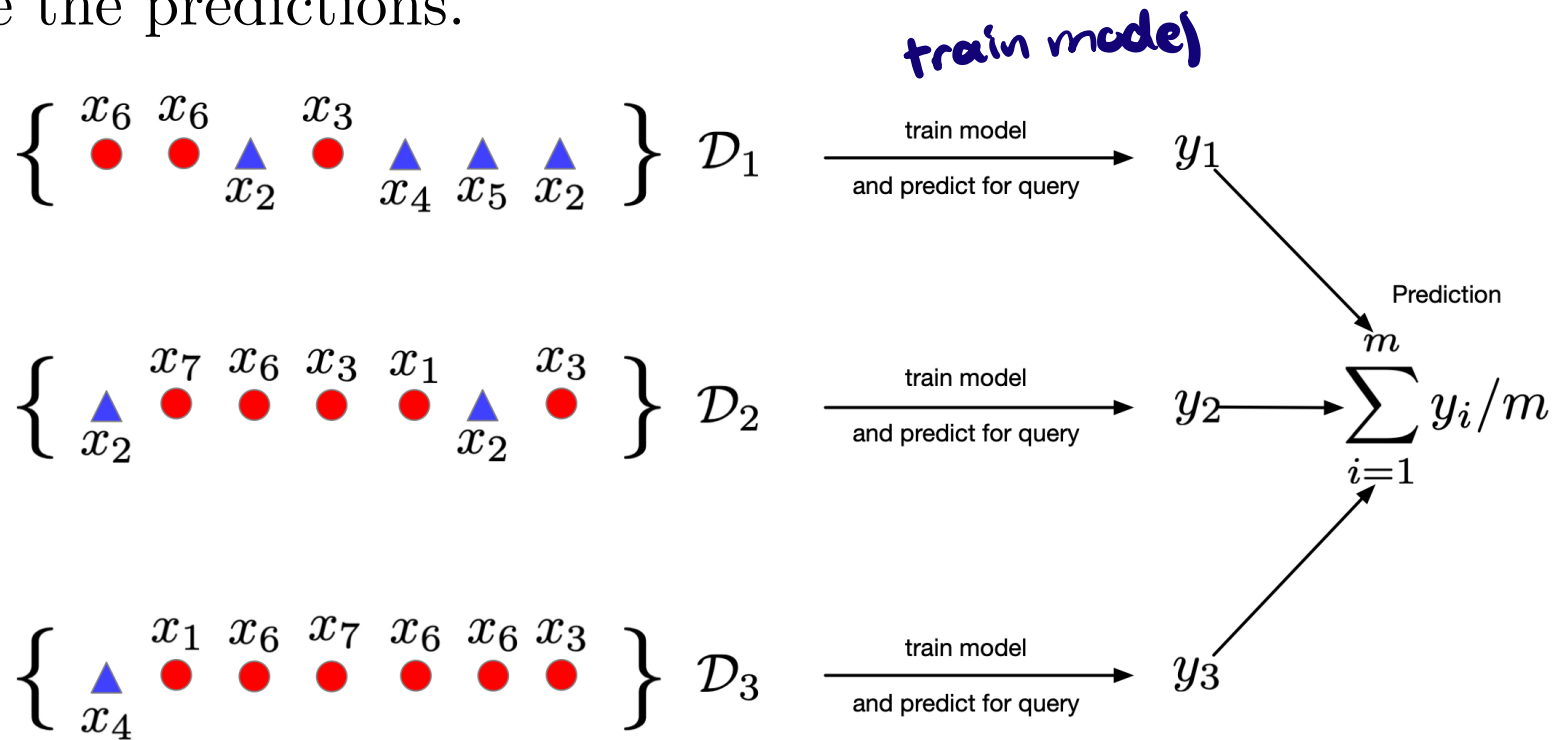 e the predictions.
train model
{ x₆ x₆ x₂ x₃ x₄ x₅ x₂ } 𝒟₁
train model
and predict for query
y₁
Prediction
{ x₂ x₇ x₆ x₃ x₁ x₂ x₃ } 𝒟₂
train model
and predict for query
y₂
∑_{i=1}^{m} yᵢ/m
{ x₄ x₁ x₆ x₇ x₆ x₆ x₃ } 𝒟₃
train model
and predict for query
y₃